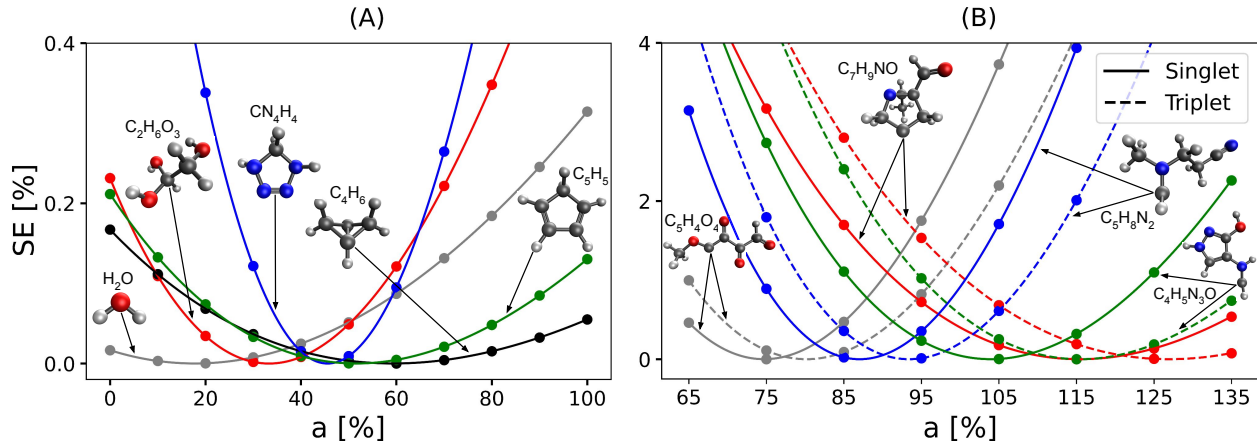 (A)
SE [%]
0.4
0.2
0.0
0
20
40
60
80
100
a [%]
H₂O
C₂H₆O₃
CN₄H₄
C₄H₆
C₅H₅
(B)
4
2
0
65
75
85
95
105
115
125
135
a [%]
Singlet
Triplet
C₇H₉NO
C₅H₄O₄
C₅H₈N₂
C₄H₅N₃O